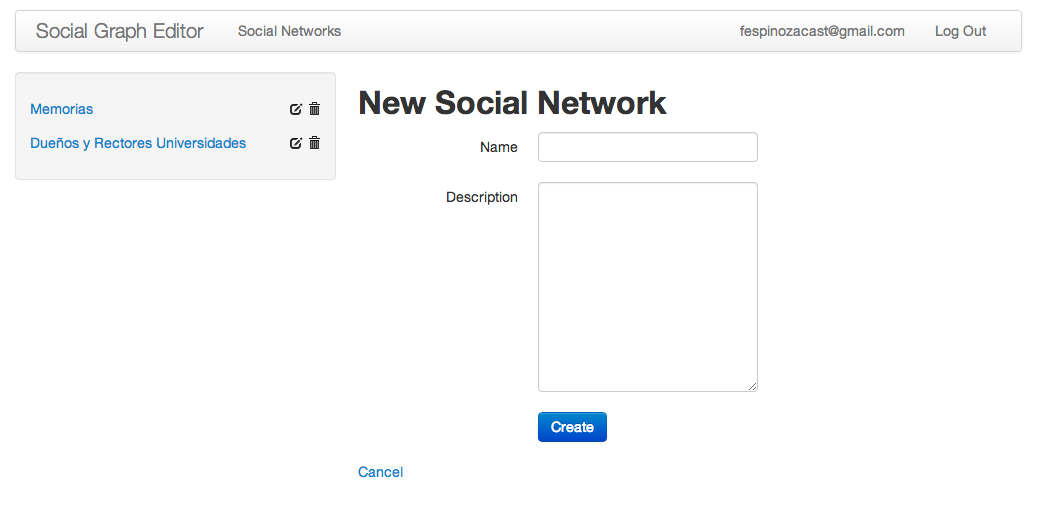 Social Graph Editor Social Networks fespinozacast@gmail.com Log Out
Memorias
Dueños y Rectores Universidades
New Social Network
Name
Description
Create
Cancel